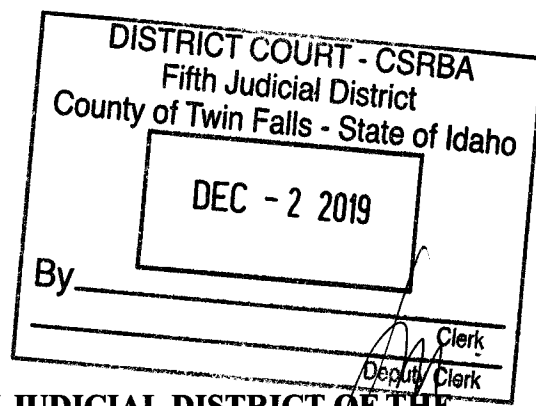 DISTRICT COURT - CSRBA
Fifth Judicial District
County of Twin Falls - State of Idaho
DEC - 2 2019
By
Clerk
Deputy Clerk
JUDICIAL DISTRICT OF THE